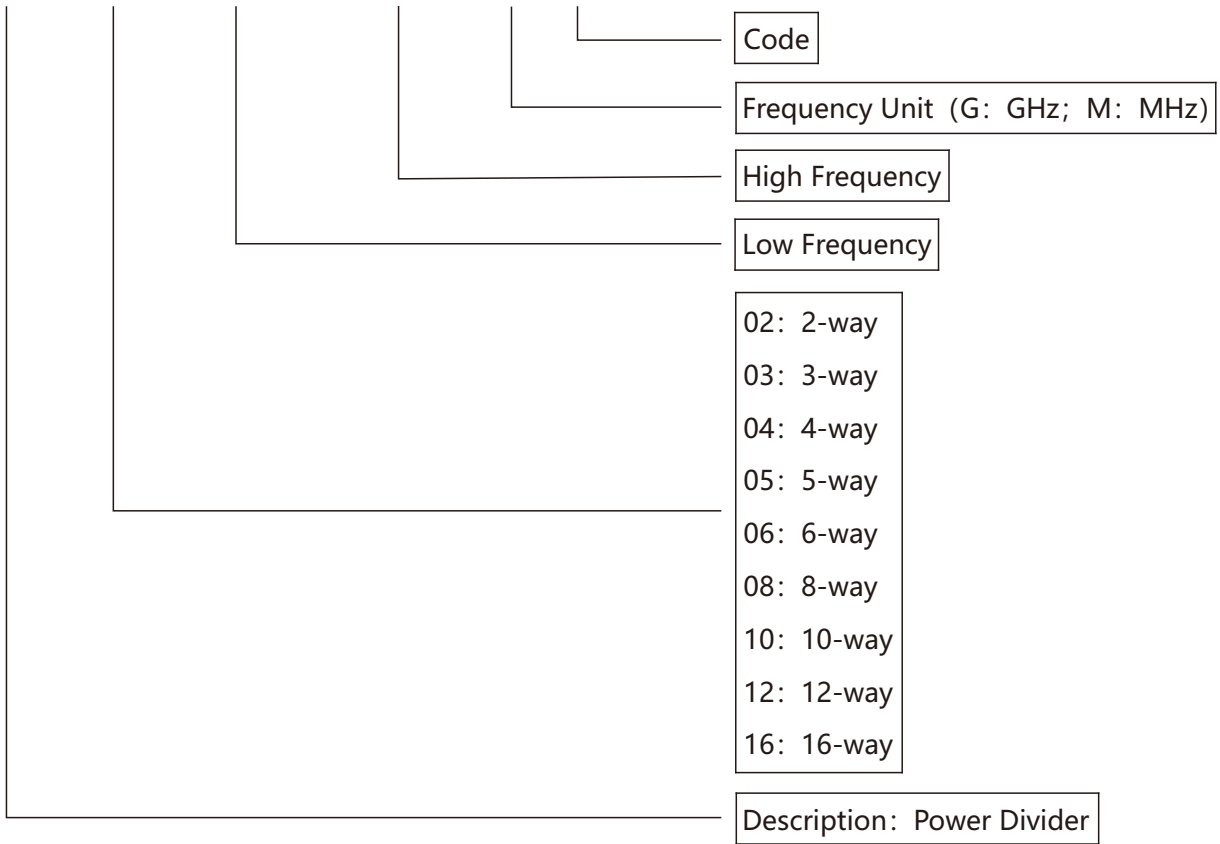 Code
Frequency Unit（G：GHz；M：MHz）
High Frequency
Low Frequency
02：2-way
03：3-way
04：4-way
05：5-way
06：6-way
08：8-way
10：10-way
12：12-way
16：16-way
Description：Power Divider